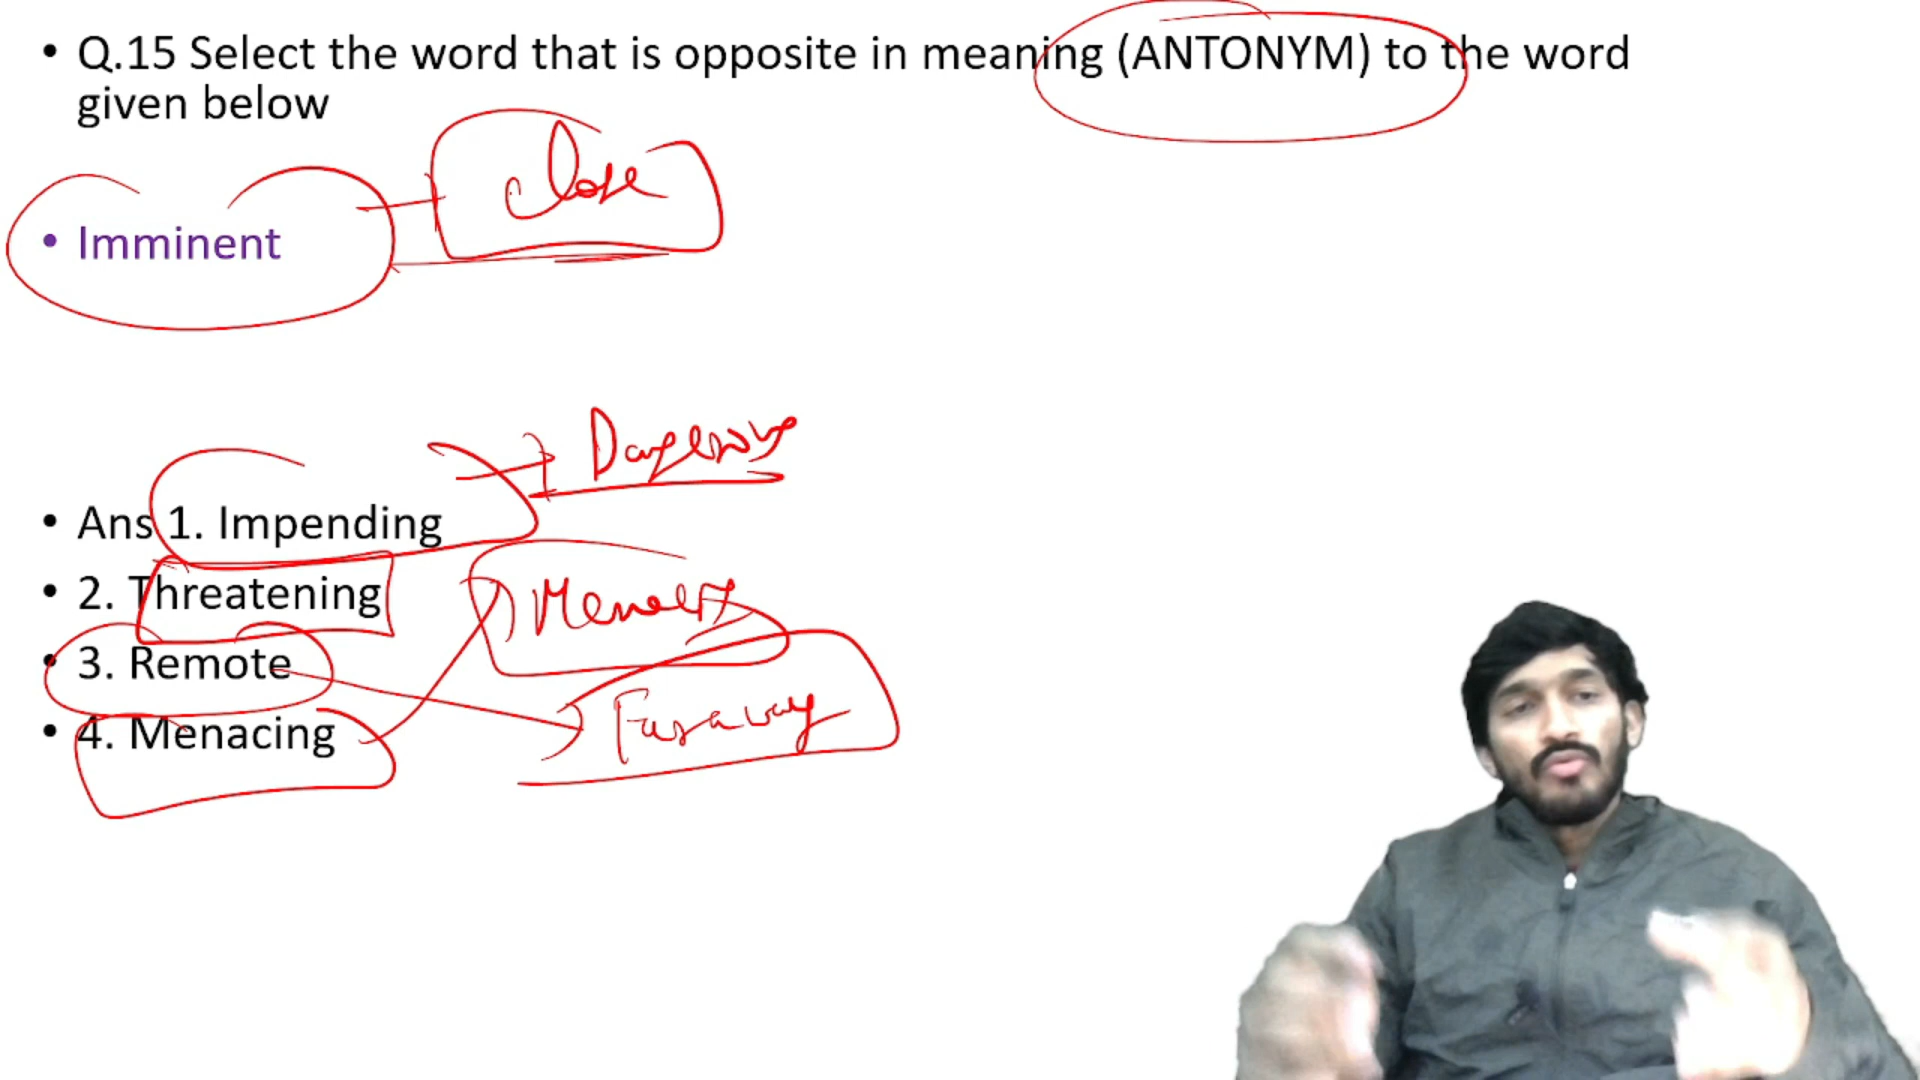 • Q.15 Select the word that is opposite in meaning (ANTONYM) to the word
given below
close
• Imminent
Dangerous
• Ans 1. Impending
• 2. Threatening
• 3. Remote
Faraway
• 4. Menacing